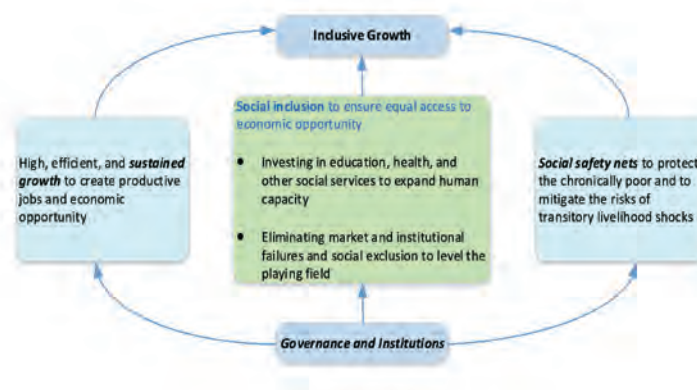 Inclusive Growth
High, efficient, and sustained
growth to create productive
jobs and economic
opportunity
Social inclusion to ensure equal access to
economic opportunity
• Investing in education, health, and
other social services to expand human
capacity
• Eliminating market and institutional
failures and social exclusion to level the
playing field
Social safety nets to protect
the chronically poor and to
mitigate the risks of
transitory livelihood shocks
Governance and Institutions